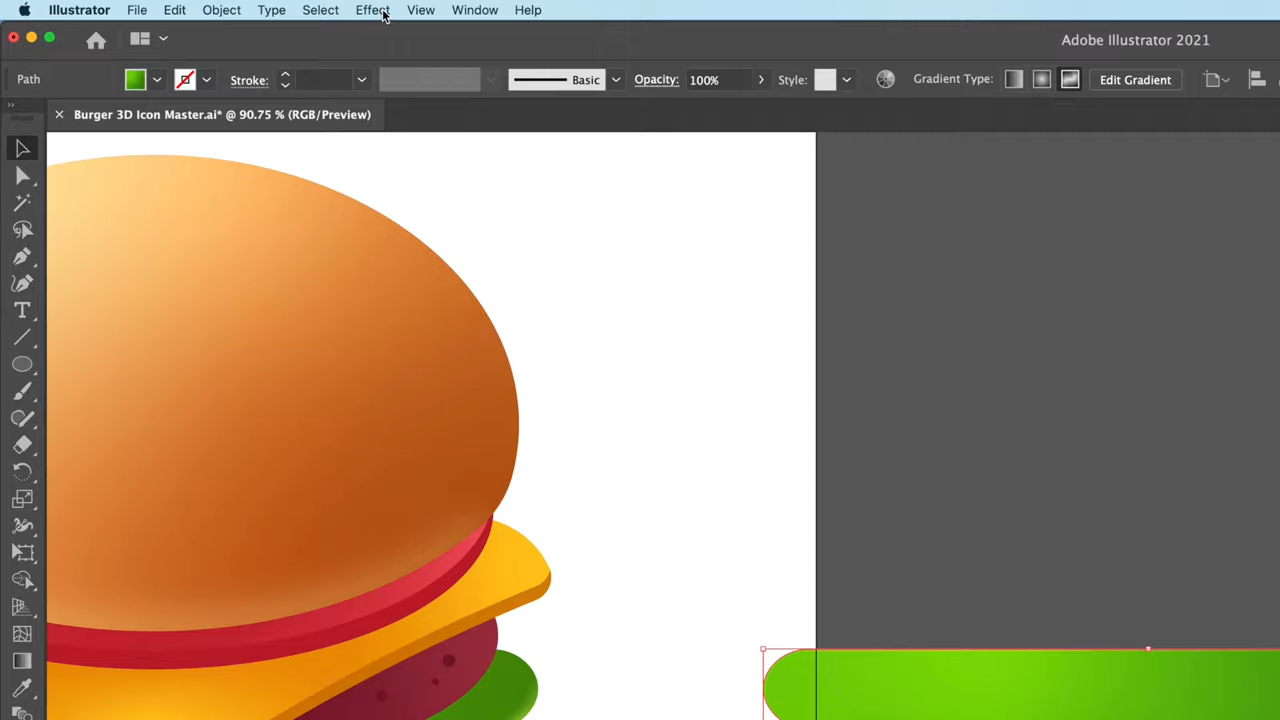 Illustrator File Edit Object Type Select Effect View Window Help
Adobe Illustrator 2021
Path Stroke: Basic Opacity: 100% Style: Gradient Type: Edit Gradient
Burger 3D Icon Master.ai* @ 90.75 % (RGB/Preview)